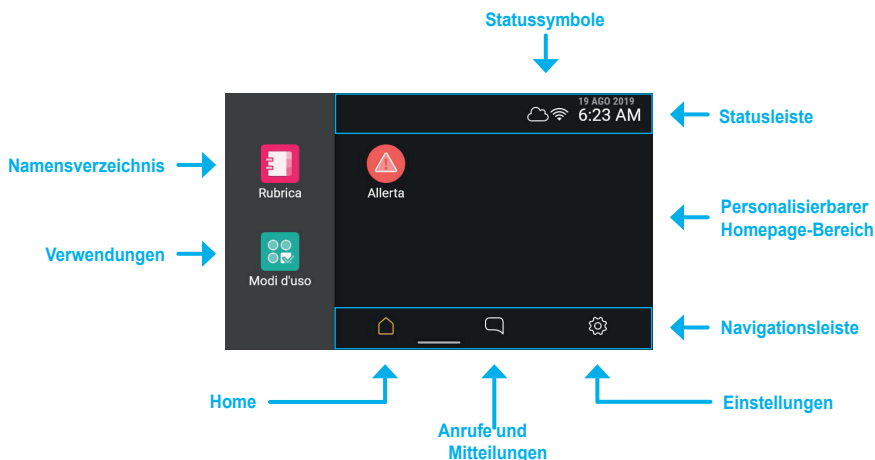 Statussymbole
19 AGO 2019
6:23 AM
Statusleiste
Namensverzeichnis
Rubrica
Allerta
Personalisierbarer
Homepage-Bereich
Verwendungen
Modi d'uso
Navigationsleiste
Home
Einstellungen
Anrufe und
Mitteilungen